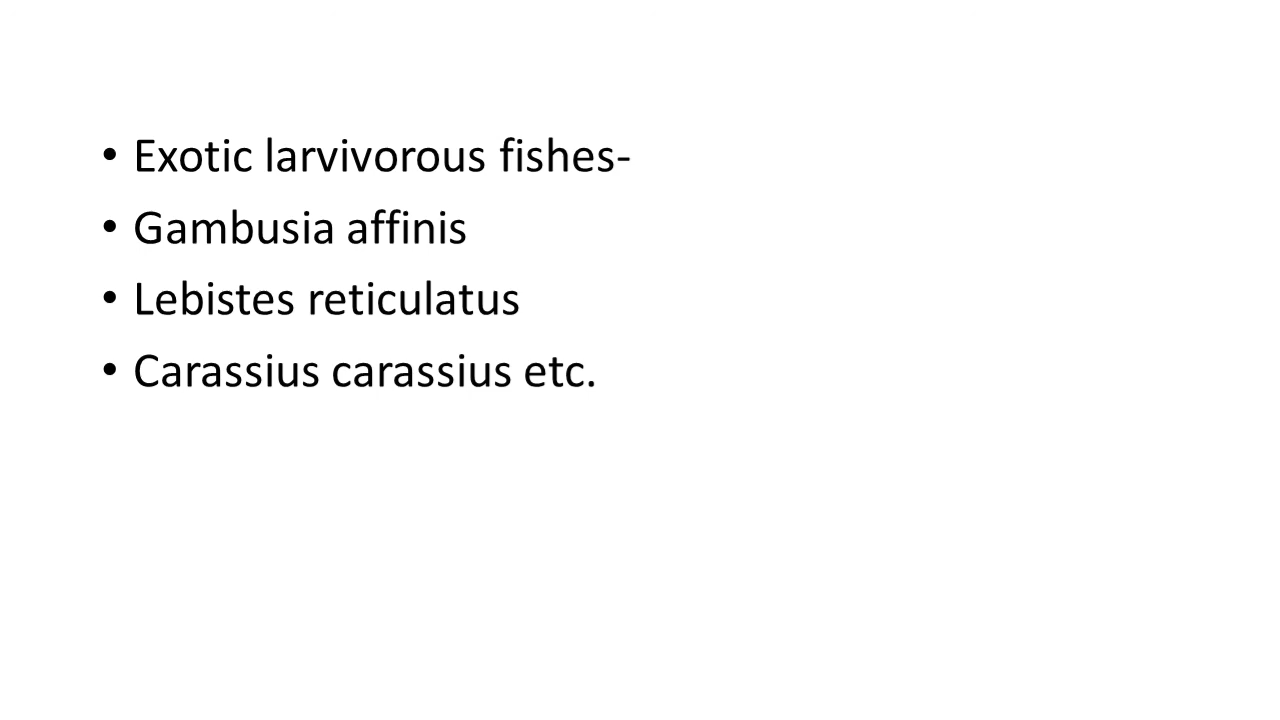 • Exotic larvivorous fishes-
• Gambusia affinis
• Lebistes reticulatus
• Carassius carassius etc.